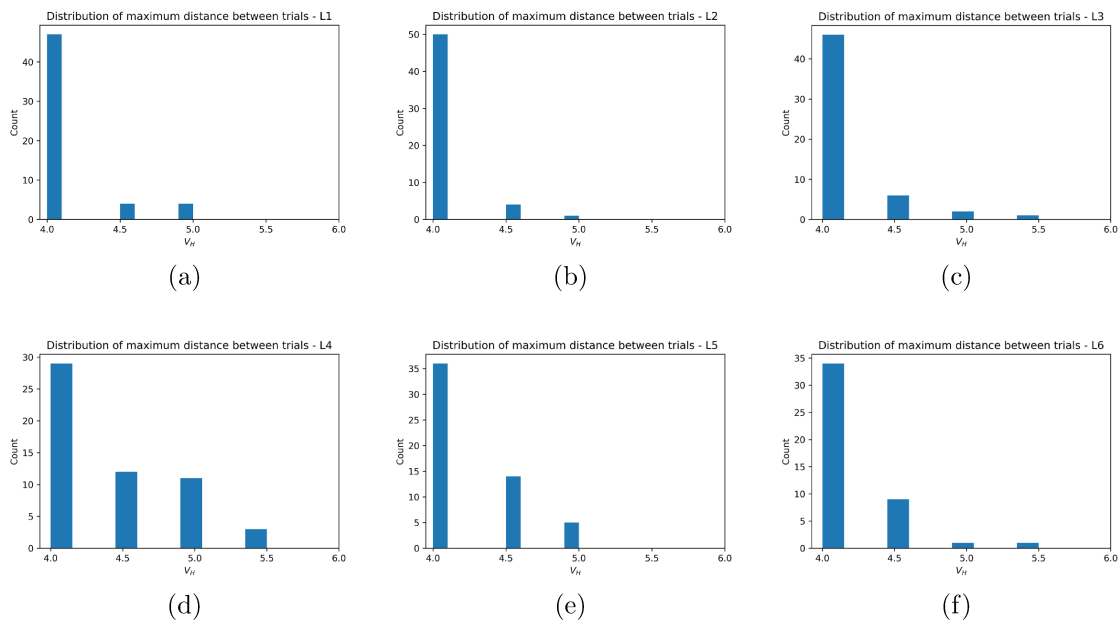 Distribution of maximum distance between trials - L1
Count
40
30
20
10
0
4.0 4.5 5.0 5.5 6.0
V_H
(a)
Distribution of maximum distance between trials - L2
Count
50
40
30
20
10
0
4.0 4.5 5.0 5.5 6.0
V_H
(b)
Distribution of maximum distance between trials - L3
Count
40
30
20
10
0
4.0 4.5 5.0 5.5 6.0
V_H
(c)
Distribution of maximum distance between trials - L4
Count
30
25
20
15
10
5
0
4.0 4.5 5.0 5.5 6.0
V_H
(d)
Distribution of maximum distance between trials - L5
Count
35
30
25
20
15
10
5
0
4.0 4.5 5.0 5.5 6.0
V_H
(e)
Distribution of maximum distance between trials - L6
Count
35
30
25
20
15
10
5
0
4.0 4.5 5.0 5.5 6.0
V_H
(f)